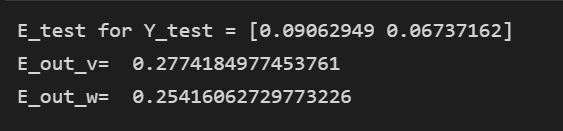 E_test for Y_test = [0.09062949 0.06737162]
E_out_v=  0.2774184977453761
E_out_w=  0.25416062729773226